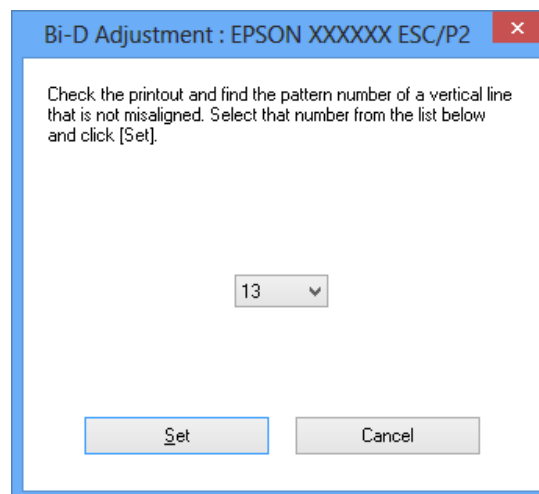 Bi-D Adjustment : EPSON XXXXXX ESC/P2
Check the printout and find the pattern number of a vertical line
that is not misaligned. Select that number from the list below
and click [Set].
13
Set
Cancel